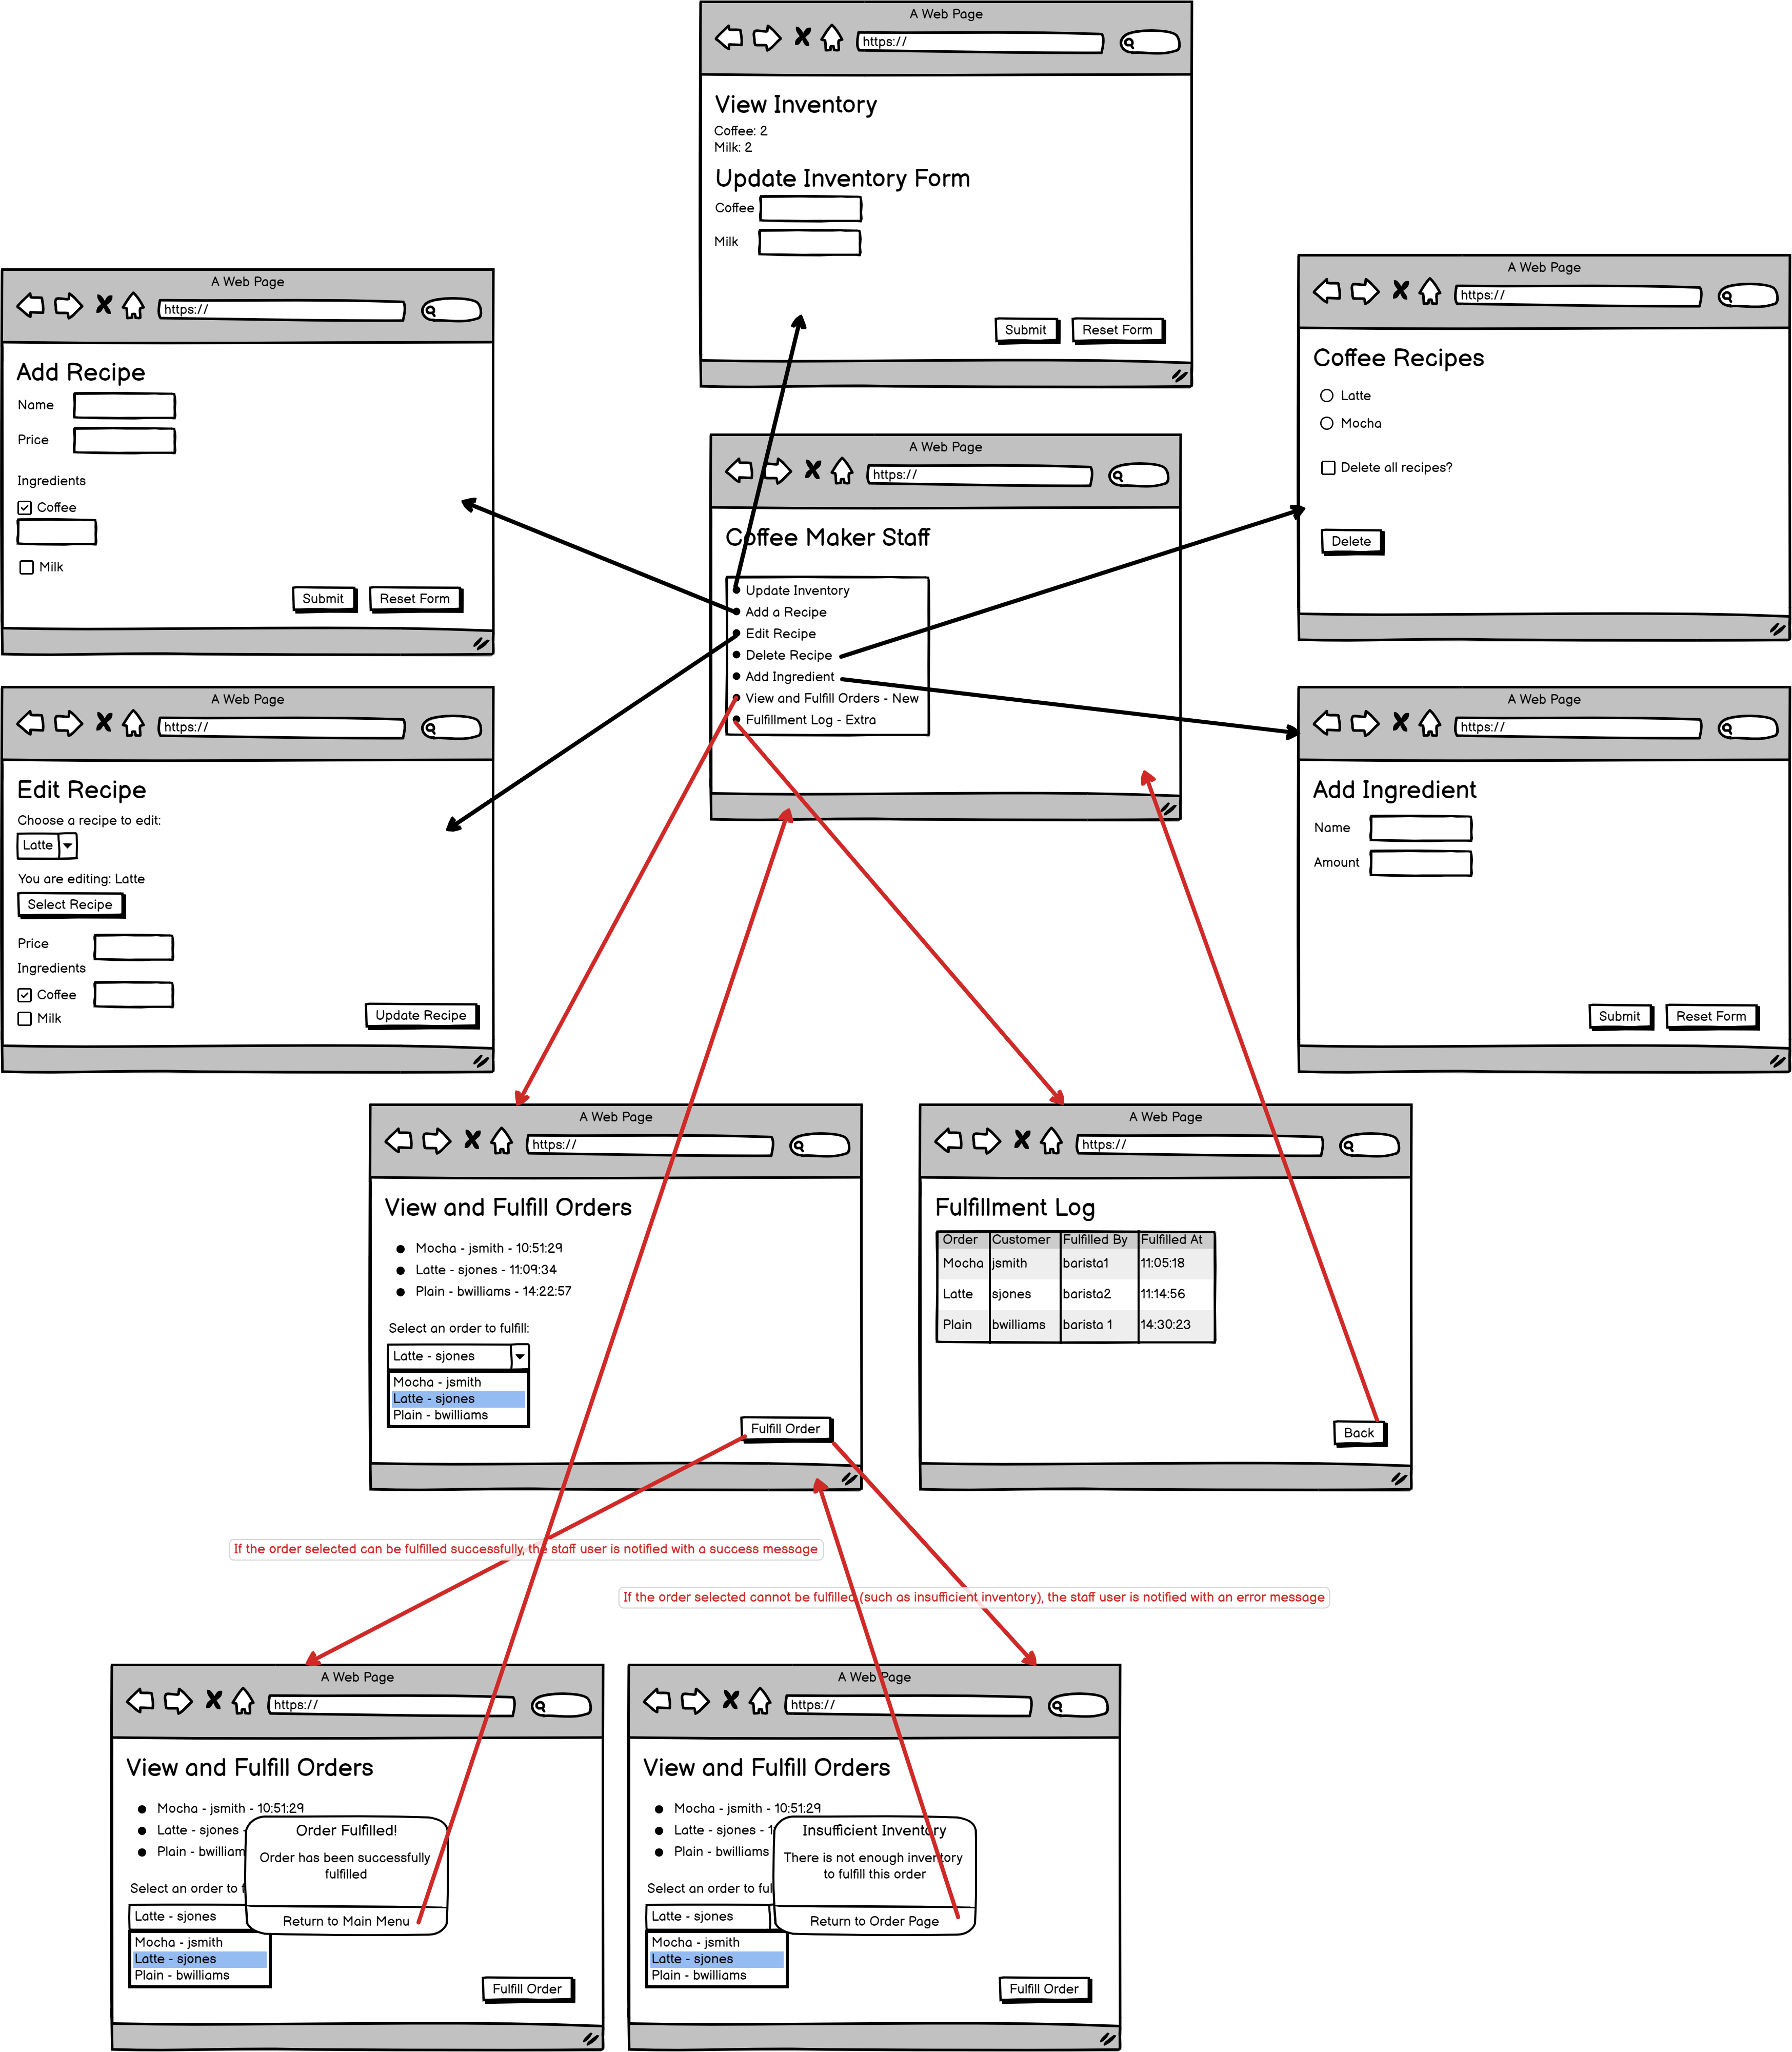 A Web Page
https://
View Inventory
Coffee: 2
Milk: 2
Update Inventory Form
Coffee
Milk
Submit
Reset Form
A Web Page
https://
Add Recipe
Name
Price
Ingredients
Coffee
Milk
Submit
Reset Form
A Web Page
https://
Coffee Maker Staff
Update Inventory
Add a Recipe
Edit Recipe
Delete Recipe
Add Ingredient
View and Fulfill Orders - New
Fulfillment Log - Extra
A Web Page
https://
Coffee Recipes
Latte
Mocha
Delete all recipes?
Delete
A Web Page
https://
Edit Recipe
Choose a recipe to edit:
Latte
You are editing: Latte
Select Recipe
Price
Ingredients
Coffee
Milk
Update Recipe
A Web Page
https://
Add Ingredient
Name
Amount
Submit
Reset Form
A Web Page
https://
View and Fulfill Orders
Mocha - jsmith - 10:51:29
Latte - sjones - 11:09:34
Plain - bwilliams - 14:22:57
Select an order to fulfill:
Latte - sjones
Mocha - jsmith
Latte - sjones
Plain - bwilliams
Fulfill Order
A Web Page
https://
Fulfillment Log
Order Customer Fulfilled By Fulfilled At
Mocha jsmith barista1 11:05:18
Latte sjones barista2 11:14:56
Plain bwilliams barista 1 14:30:23
Back
If the order selected can be fulfilled successfully, the staff user is notified with a success message
If the order selected cannot be fulfilled (such as insufficient inventory), the staff user is notified with an error message
A Web Page
https://
View and Fulfill Orders
Mocha - jsmith - 10:51:29
Latte - sjones -
Plain - bwilliam
Select an order to f
Latte - sjones
Mocha - jsmith
Latte - sjones
Plain - bwilliams
Order Fulfilled!
Order has been successfully
fulfilled
Return to Main Menu
Fulfill Order
A Web Page
https://
View and Fulfill Orders
Mocha - jsmith - 10:51:29
Latte - sjones - 1
Plain - bwilliams
Select an order to ful
Latte - sjones
Mocha - jsmith
Latte - sjones
Plain - bwilliams
Insufficient Inventory
There is not enough inventory
to fulfill this order
Return to Order Page
Fulfill Order